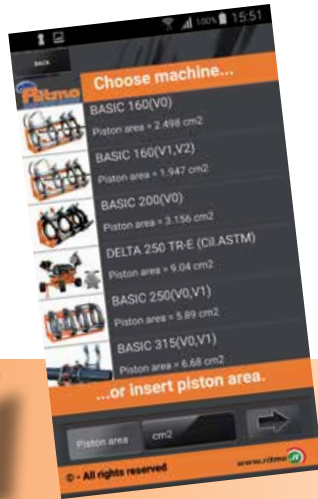 100% 15:51
BACK
Ritmo
Choose machine...
BASIC 160(V0)
Piston area = 2.498 cm2
BASIC 160(V1,V2)
Piston area = 1.947 cm2
BASIC 200(V0)
Piston area = 3.156 cm2
DELTA 250 TR-E (Cil.ASTM)
Piston area = 9.04 cm2
BASIC 250(V0,V1)
Piston area = 5.89 cm2
BASIC 315(V0,V1)
Piston area = 6.68 cm2
...or insert piston area.
Piston area cm2
© - All rights reserved www.ritmo.it